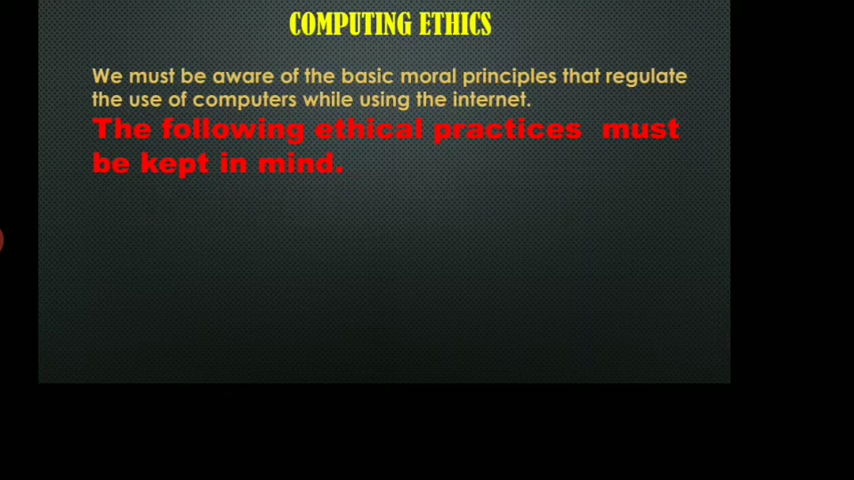 COMPUTING ETHICS
We must be aware of the basic moral principles that regulate
the use of computers while using the internet.
The following ethical practices must
be kept in mind.